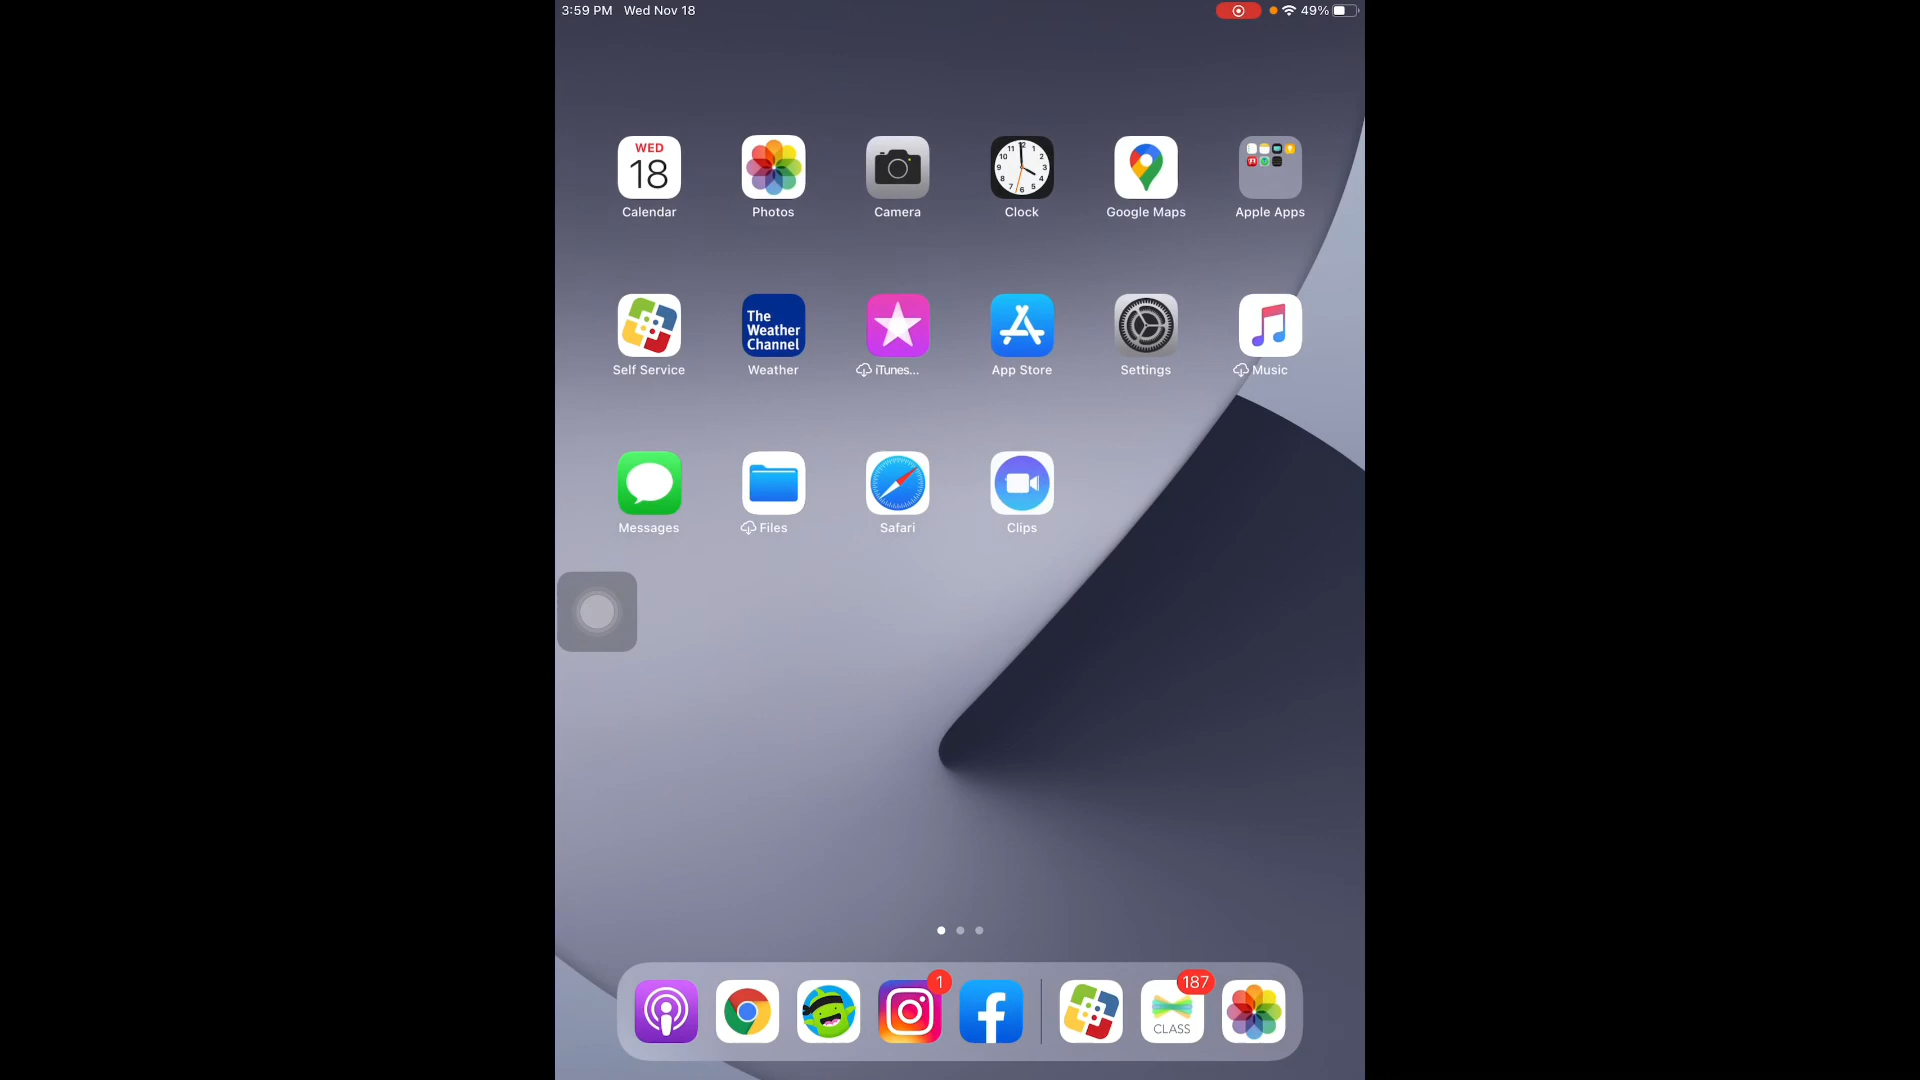 3:59 PM Wed Nov 18 49%
WED
18
Calendar Photos Camera Clock Google Maps Apple Apps
The
Weather
Channel
Self Service Weather iTunes... App Store Settings Music
Messages Files Safari Clips
1 187
CLASS